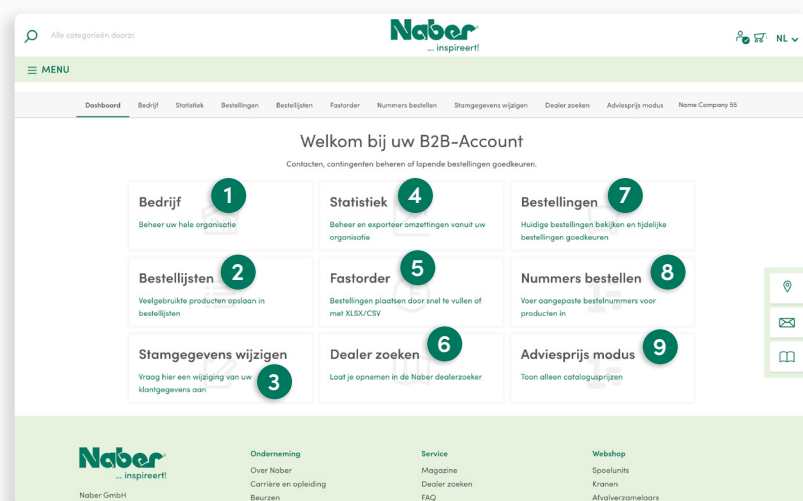 Alle categorieën doorz
Naber
... inspireert!
NL
MENU
Dashboard Bedrijf Statistiek Bestellingen Bestellijsten Fastorder Nummers bestellen Stamgegevens wijzigen Dealer zoeken Adviesprijs modus Name Company 55
Welkom bij uw B2B-Account
Contacten, contingenten beheren of lopende bestellingen goedkeuren.
Bedrijf 1
Beheer uw hele organisatie
Statistiek 4
Beheer en exporteer omzettingen vanuit uw
organisatie
Bestellingen 7
Huidige bestellingen bekijken en tijdelijke
bestellingen goedkeuren
Bestellijsten 2
Veelgebruikte producten opslaan in
bestellijsten
Fastorder 5
Bestellingen plaatsen door snel te vullen of
met XLSX/CSV
Nummers bestellen 8
Voer aangepaste bestelnummers voor
producten in
Stamgegevens wijzigen
Vraag hier een wijziging van uw
klantgegevens aan 3
Dealer zoeken 6
Laat je opnemen in de Naber dealerzoeker
Adviesprijs modus 9
Toon alleen catalogusprijzen
Naber
... inspireert!
Naber GmbH
Onderneming
Over Naber
Carrière en opleiding
Beurzen
Service
Magazine
Dealer zoeken
FAQ
Webshop
Spoelunits
Kranen
Afvalverzamelaars